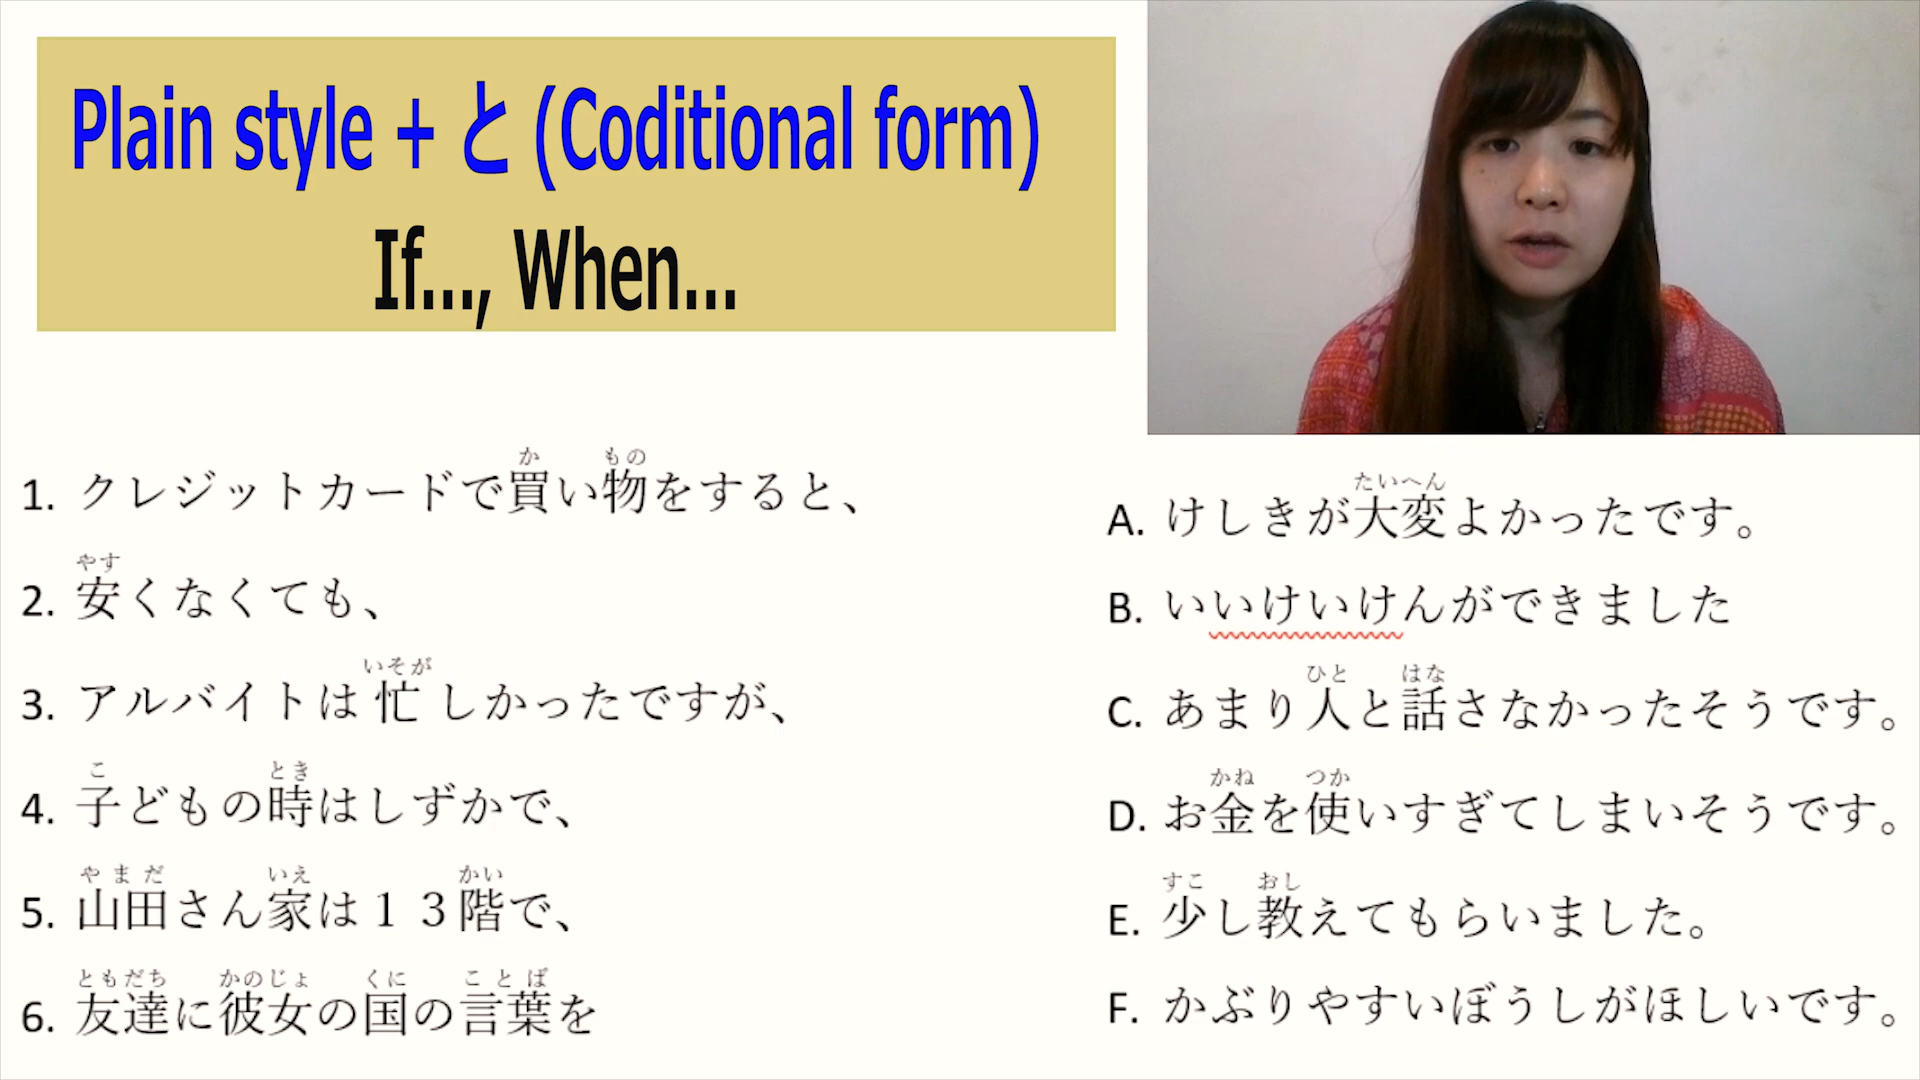 Plain style + と (Coditional form)
If..., When...
1. クレジットカードで買い物をすると、
2. 安くなくても、
3. アルバイトは忙しかったですが、
4. 子どもの時はしずかで、
5. 山田さん家は１３階で、
6. 友達に彼女の国の言葉を
A. けしきが大変よかったです。
B. いいけいけんができました
C. あまり人と話さなかったそうです。
D. お金を使いすぎてしまいそうです。
E. 少し教えてもらいました。
F. かぶりやすいぼうしがほしいです。